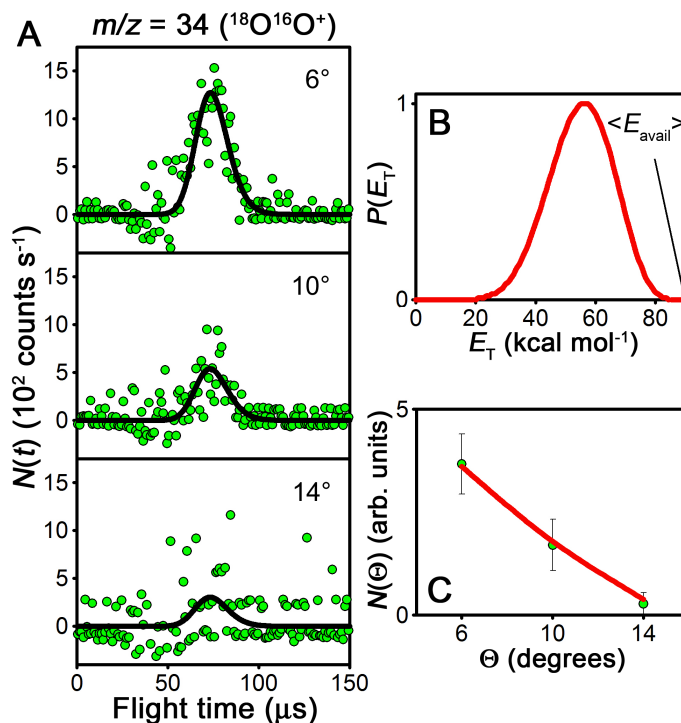 A
m/z = 34 (¹⁸O¹⁶O⁺)
6°
15
10
5
0
10°
15
10
5
0
14°
15
10
5
0
N(t) (10² counts s⁻¹)
0 50 100 150
Flight time (μs)
B
<E_avail>
1
0
P(E_T)
0 20 40 60 80
E_T (kcal mol⁻¹)
5
0
N(Θ) (arb. units)
C
6 10 14
Θ (degrees)